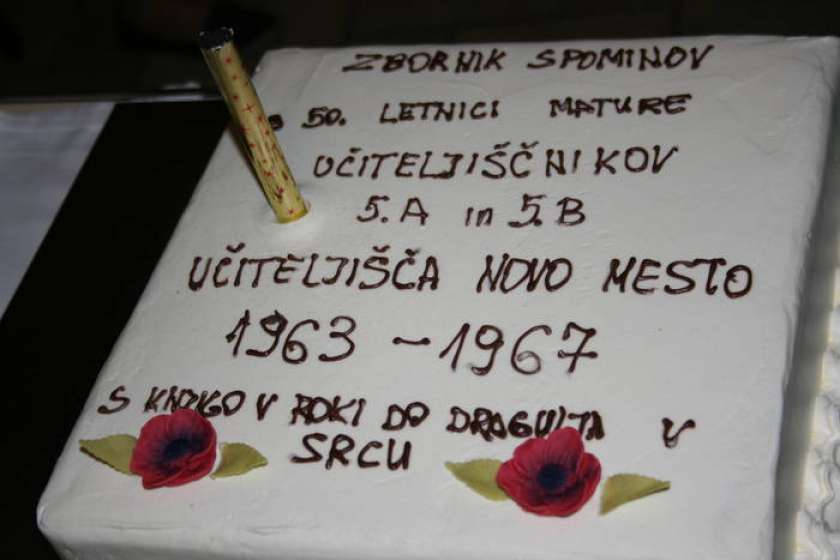 ZBORNIK SPOMINOV
50. LETNICI MATURE
UČITELJIŠČNIKOV
5. A in 5. B
UČITELJIŠČA NOVO MESTO
1963 - 1967
S KNJIGO V ROKI DO DRAGULJA V
SRCU